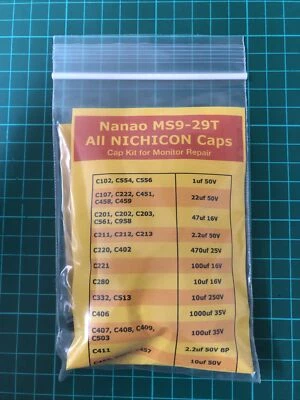 Nanao MS9-29T
All NICHICON Caps
Cap Kit for Monitor Repair
C102, C554, C556 1uf 50V
C107, C222, C451,
C458, C459 22uf 50V
C201, C202, C203,
C561, C958 47uf 16V
C211, C212, C213 2.2uf 50V
C220, C402 470uf 25V
C221 100uf 16V
C280 10uf 16V
C332, C513 10uf 250V
C406 1000uf 35V
C407, C408, C409,
C503 100uf 35V
C411 2.2uf 50V BP
10uf 50V